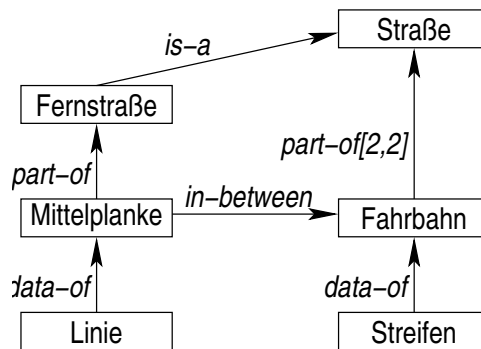 Straße
is−a
Fernstraße
part−of
part−of[2,2]
in−between
Mittelplanke
Fahrbahn
data−of
data−of
Linie
Streifen